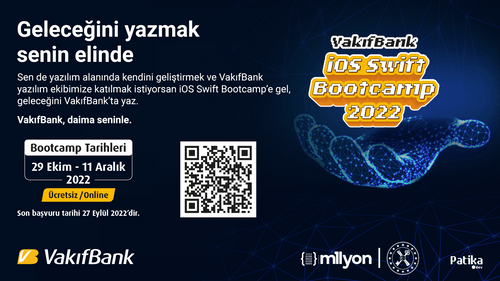 Geleceğini yazmak
senin elinde
Sen de yazılım alanında kendini geliştirmek ve VakıfBank
yazılım ekibimize katılmak istiyorsan iOS Swift Bootcamp'e gel,
geleceğini VakıfBank'ta yaz.
VakıfBank, daima seninle.
Bootcamp Tarihleri
29 Ekim - 11 Aralık
2022
Ücretsiz /Online
Son başvuru tarihi 27 Eylül 2022'dir.
VakıfBank
iOS Swift
Bootcamp
2022
VakıfBank
m1lyon
Patika
.dev